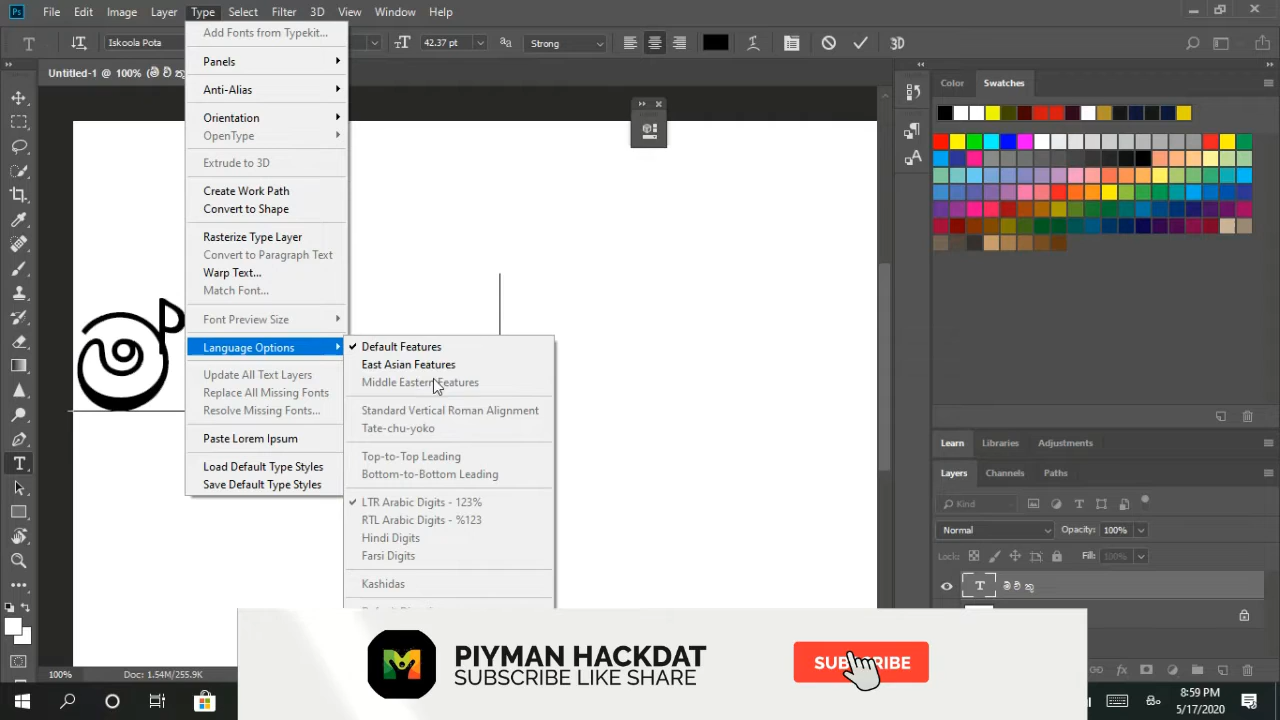 Ps File Edit Image Layer Type Select Filter 3D View Window Help
T Iskoola Pota 42.37 pt aa Strong 3D
Untitled-1 @ 100%
Add Fonts from Typekit...
Panels
Anti-Alias
Orientation
OpenType
Extrude to 3D
Create Work Path
Convert to Shape
Rasterize Type Layer
Convert to Paragraph Text
Warp Text...
Match Font...
Font Preview Size
Language Options
Update All Text Layers
Replace All Missing Fonts
Resolve Missing Fonts...
Paste Lorem Ipsum
Load Default Type Styles
Save Default Type Styles
Default Features
East Asian Features
Middle Eastern Features
Standard Vertical Roman Alignment
Tate-chu-yoko
Top-to-Top Leading
Bottom-to-Bottom Leading
LTR Arabic Digits - 123%
RTL Arabic Digits - %123
Hindi Digits
Farsi Digits
Kashidas
Color Swatches
Learn Libraries Adjustments
Layers Channels Paths
Kind
Normal Opacity: 100%
Lock: Fill: 100%
T
100% Doc: 1.54M/255.9K
PIYMAN HACKDAT
SUBSCRIBE LIKE SHARE
SUBSCRIBE
8:59 PM
5/17/2020